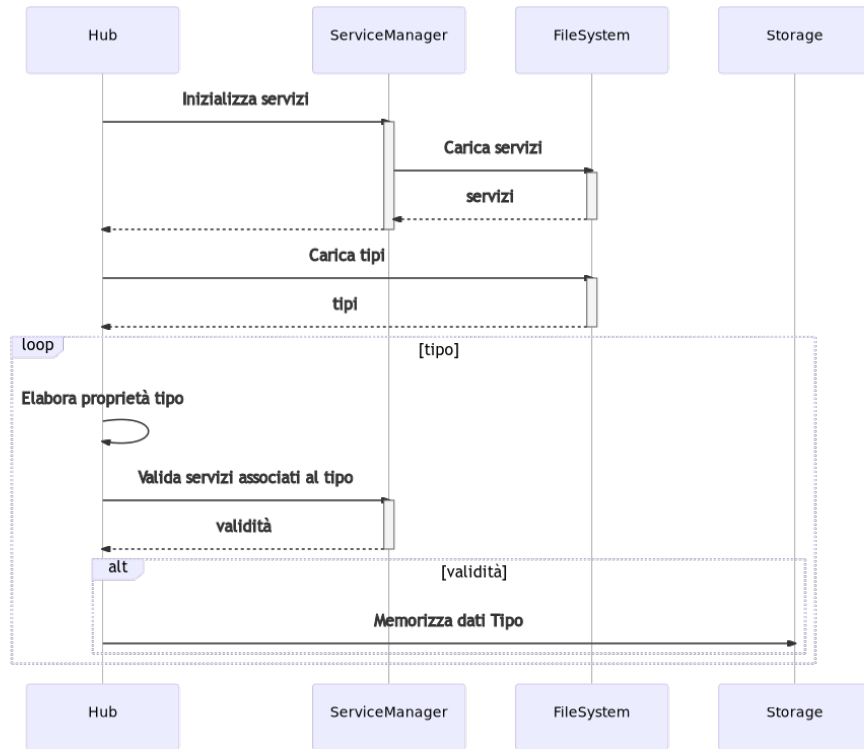 Hub
ServiceManager
FileSystem
Storage
Inizializza servizi
Carica servizi
servizi
Carica tipi
tipi
loop
[tipo]
Elabora proprietà tipo
Valida servizi associati al tipo
validità
alt
[validità]
Memorizza dati Tipo
Hub
ServiceManager
FileSystem
Storage